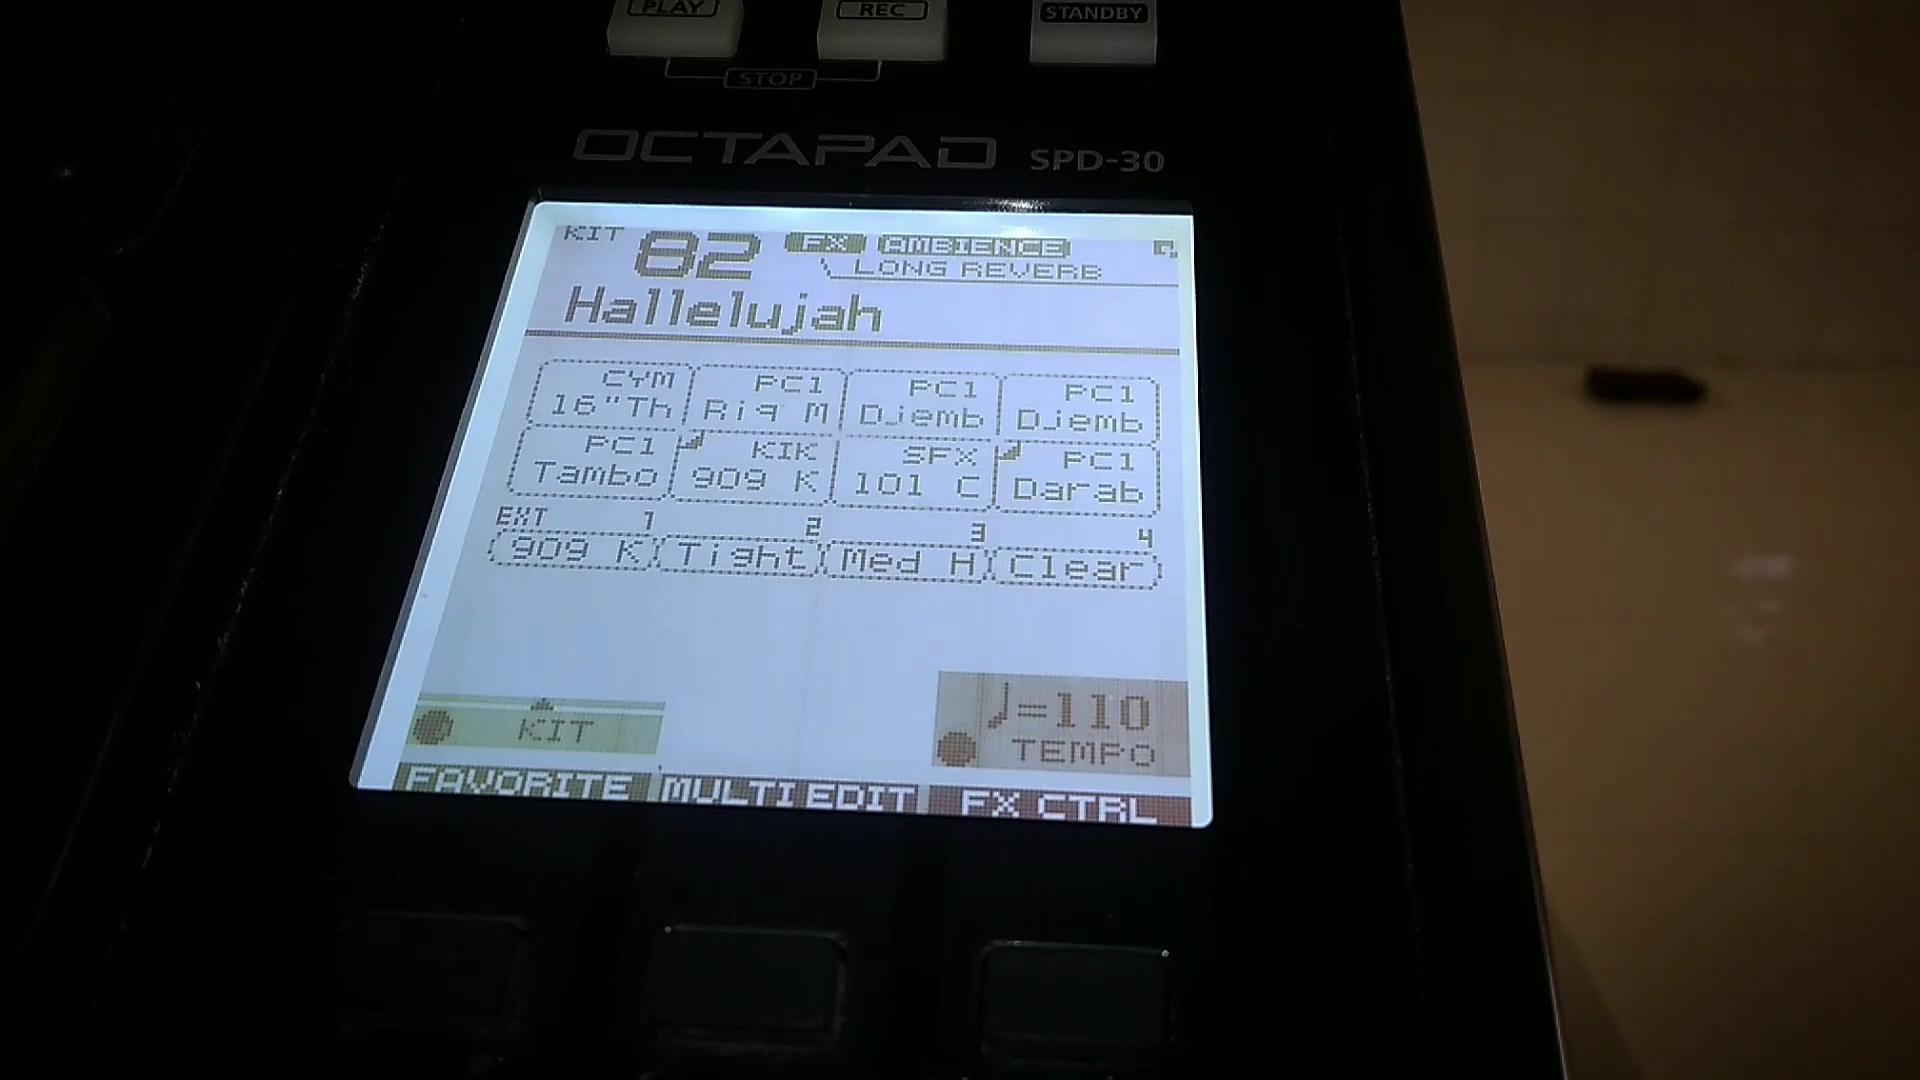 PLAY REC STANDBY
STOP
OCTAPAD SPD-30
KIT 82 FX AMBIENCE
LONG REVERB
Hallelujah
CYM PC1 PC1 PC1
16"Th Riq M Djemb Djemb
PC1 KIK SFX PC1
Tambo 909 K 101 C Darab
EXT 1 2 3 4
909 K Tight Med H Clear
♩=110
KIT TEMPO
FAVORITE MULTI EDIT FX CTRL